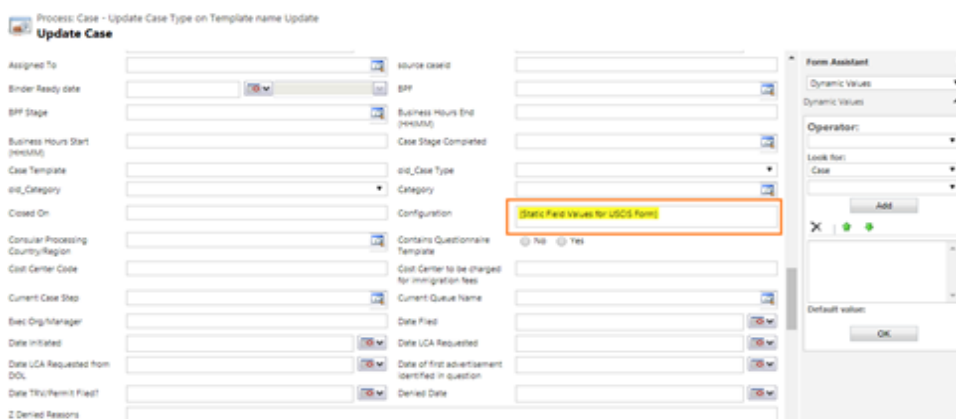 Process: Case - Update Case Type on Template name Update
Update Case
Assigned To
source caseid
Binder Ready date
BPF
BPF Stage
Business Hours End
(HH:MM)
Business Hours Start
(HH:MM)
Case Stage Completed
Case Template
old_Case Type
old_Category
Category
Closed On
Configuration
{Static Field Values for USCIS Form}
Consular Processing
Country/Region
Contains Questionnaire
Template
No
Yes
Cost Center Code
Cost Center to be charged
for immigration fees
Current Case Step
Current Queue Name
Exec Org/Manager
Date Filed
Date Initiated
Date LCA Requested
Date LCA Requested from
DOL
Date of first advertisement
identified in question
Date TRV/Permit Filed?
Denied Date
2 Denied Reasons
Form Assistant
Dynamic Values
Dynamic Values
Operator:
Look for:
Case
Add
Default value:
OK